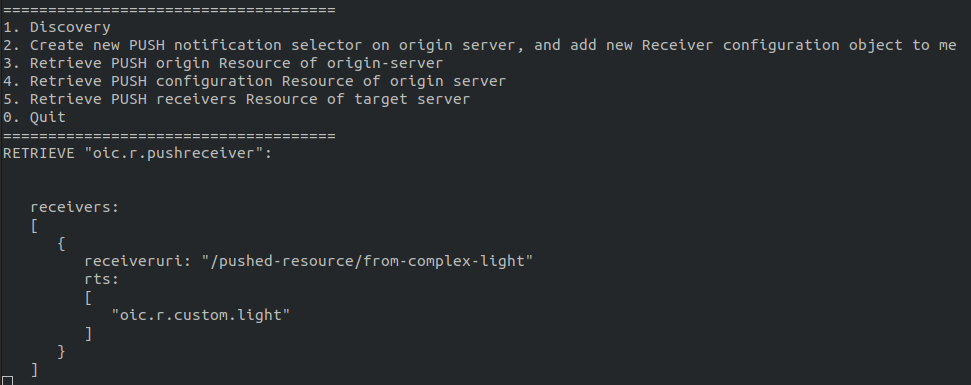 =====================================
1. Discovery
2. Create new PUSH notification selector on origin server, and add new Receiver configuration object to me
3. Retrieve PUSH origin Resource of origin-server
4. Retrieve PUSH configuration Resource of origin server
5. Retrieve PUSH receivers Resource of target server
0. Quit
=====================================
RETRIEVE "oic.r.pushreceiver":
receivers:
[
{
receiveruri: "/pushed-resource/from-complex-light"
rts:
[
"oic.r.custom.light"
]
}
]